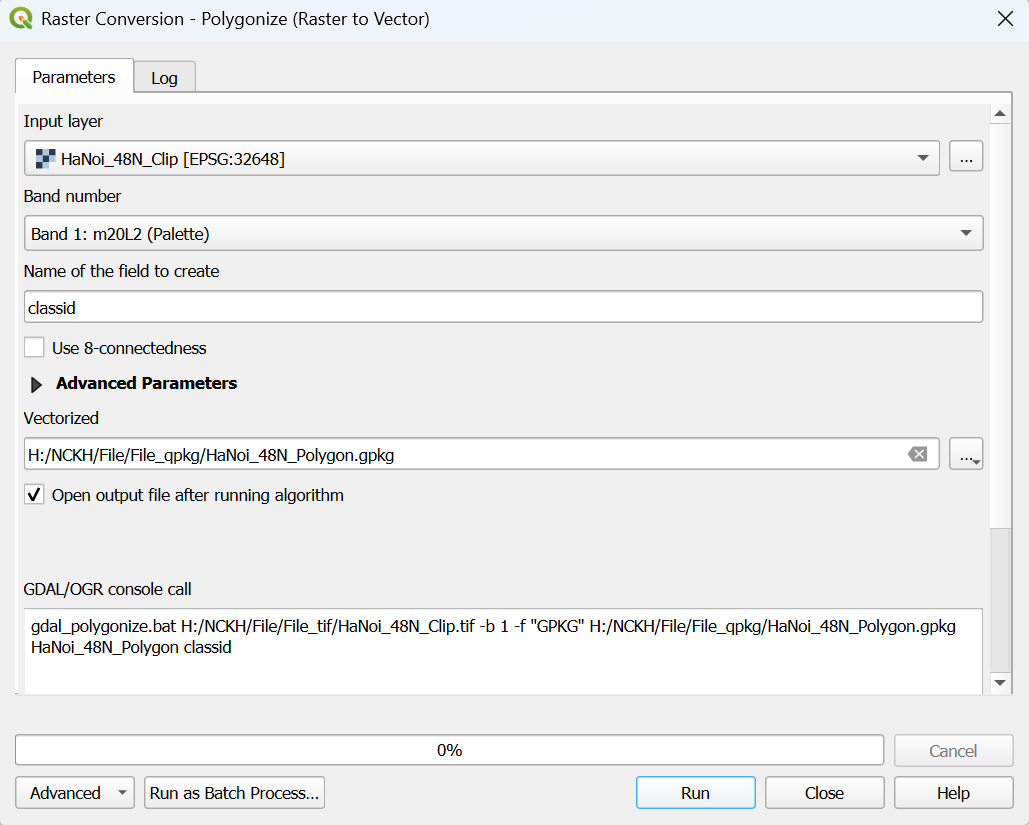 Raster Conversion - Polygonize (Raster to Vector)
Parameters
Log
Input layer
HaNoi_48N_Clip [EPSG:32648]
...
Band number
Band 1: m20L2 (Palette)
Name of the field to create
classid
Use 8-connectedness
Advanced Parameters
Vectorized
H:/NCKH/File/File_qpkg/HaNoi_48N_Polygon.gpkg
...
Open output file after running algorithm
GDAL/OGR console call
gdal_polygonize.bat H:/NCKH/File/File_tif/HaNoi_48N_Clip.tif -b 1 -f "GPKG" H:/NCKH/File/File_qpkg/HaNoi_48N_Polygon.gpkg
HaNoi_48N_Polygon classid
0%
Cancel
Advanced
Run as Batch Process...
Run
Close
Help